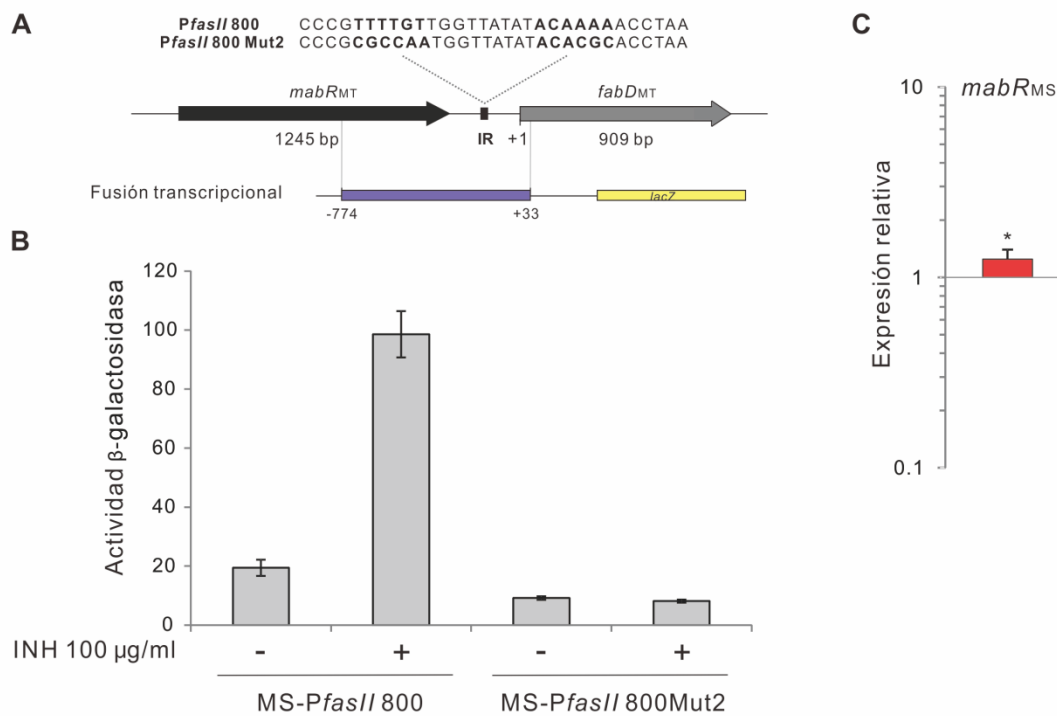 A
PfasII 800 CCCGTTTTGTTGGTTATATACAAAAACCTAA
PfasII 800 Mut2 CCCGCGCCAATGGTTATATACACGCACCTAA
mabRMT
fabDMT
1245 bp
IR
+1
909 bp
Fusión transcripcional
lacZ
-774
+33
B
Actividad β-galactosidasa
120
100
80
60
40
20
0
INH 100 µg/ml - + - +
MS-PfasII 800
MS-PfasII 800Mut2
C
Expresión relativa
10
1
0.1
mabRMS
*